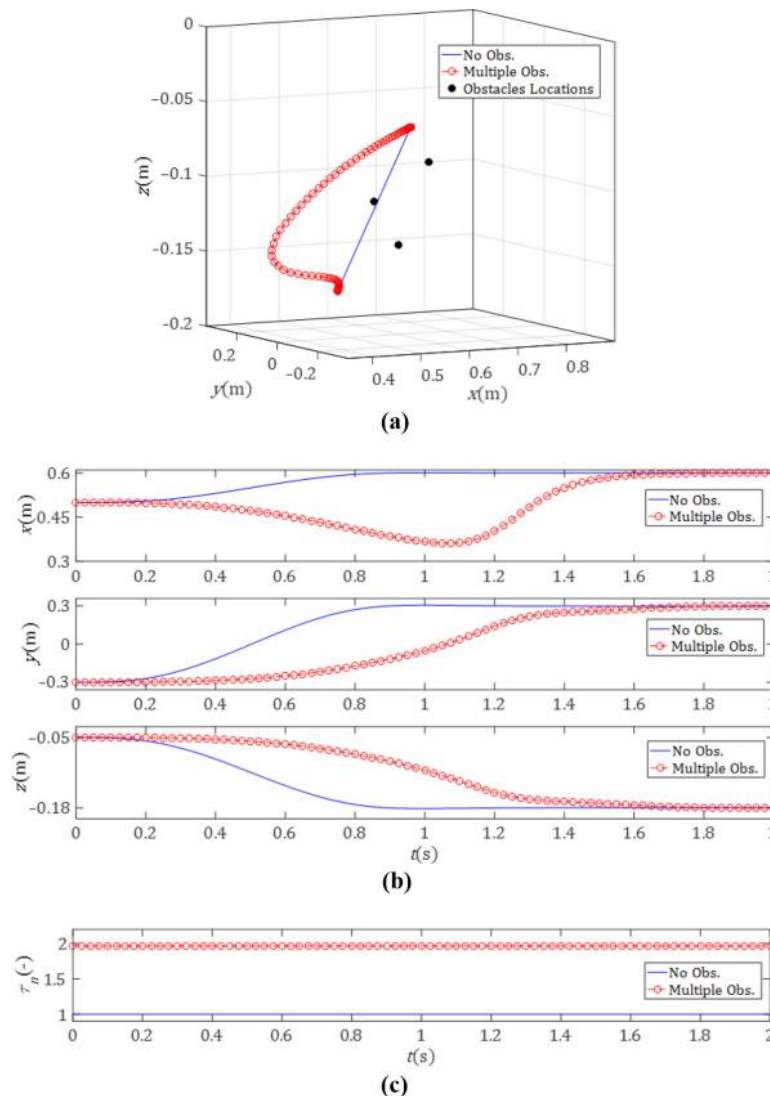 0
−0.05
−0.1
−0.15
−0.2
z(m)
No Obs.
Multiple Obs.
Obstacles Locations
0.2
0
−0.2
y(m)
0.4
0.5
0.6
0.7
0.8
x(m)
(a)
0.6
0.45
0.3
x(m)
No Obs.
Multiple Obs.
0 0.2 0.4 0.6 0.8 1 1.2 1.4 1.6 1.8 2
0.3
0
−0.3
y(m)
No Obs.
Multiple Obs.
0 0.2 0.4 0.6 0.8 1 1.2 1.4 1.6 1.8 2
−0.05
−0.18
z(m)
No Obs.
Multiple Obs.
0 0.2 0.4 0.6 0.8 1 1.2 1.4 1.6 1.8 2
t(s)
(b)
2
1.5
1
τn(-)
No Obs.
Multiple Obs.
0 0.2 0.4 0.6 0.8 1 1.2 1.4 1.6 1.8 2
t(s)
(c)